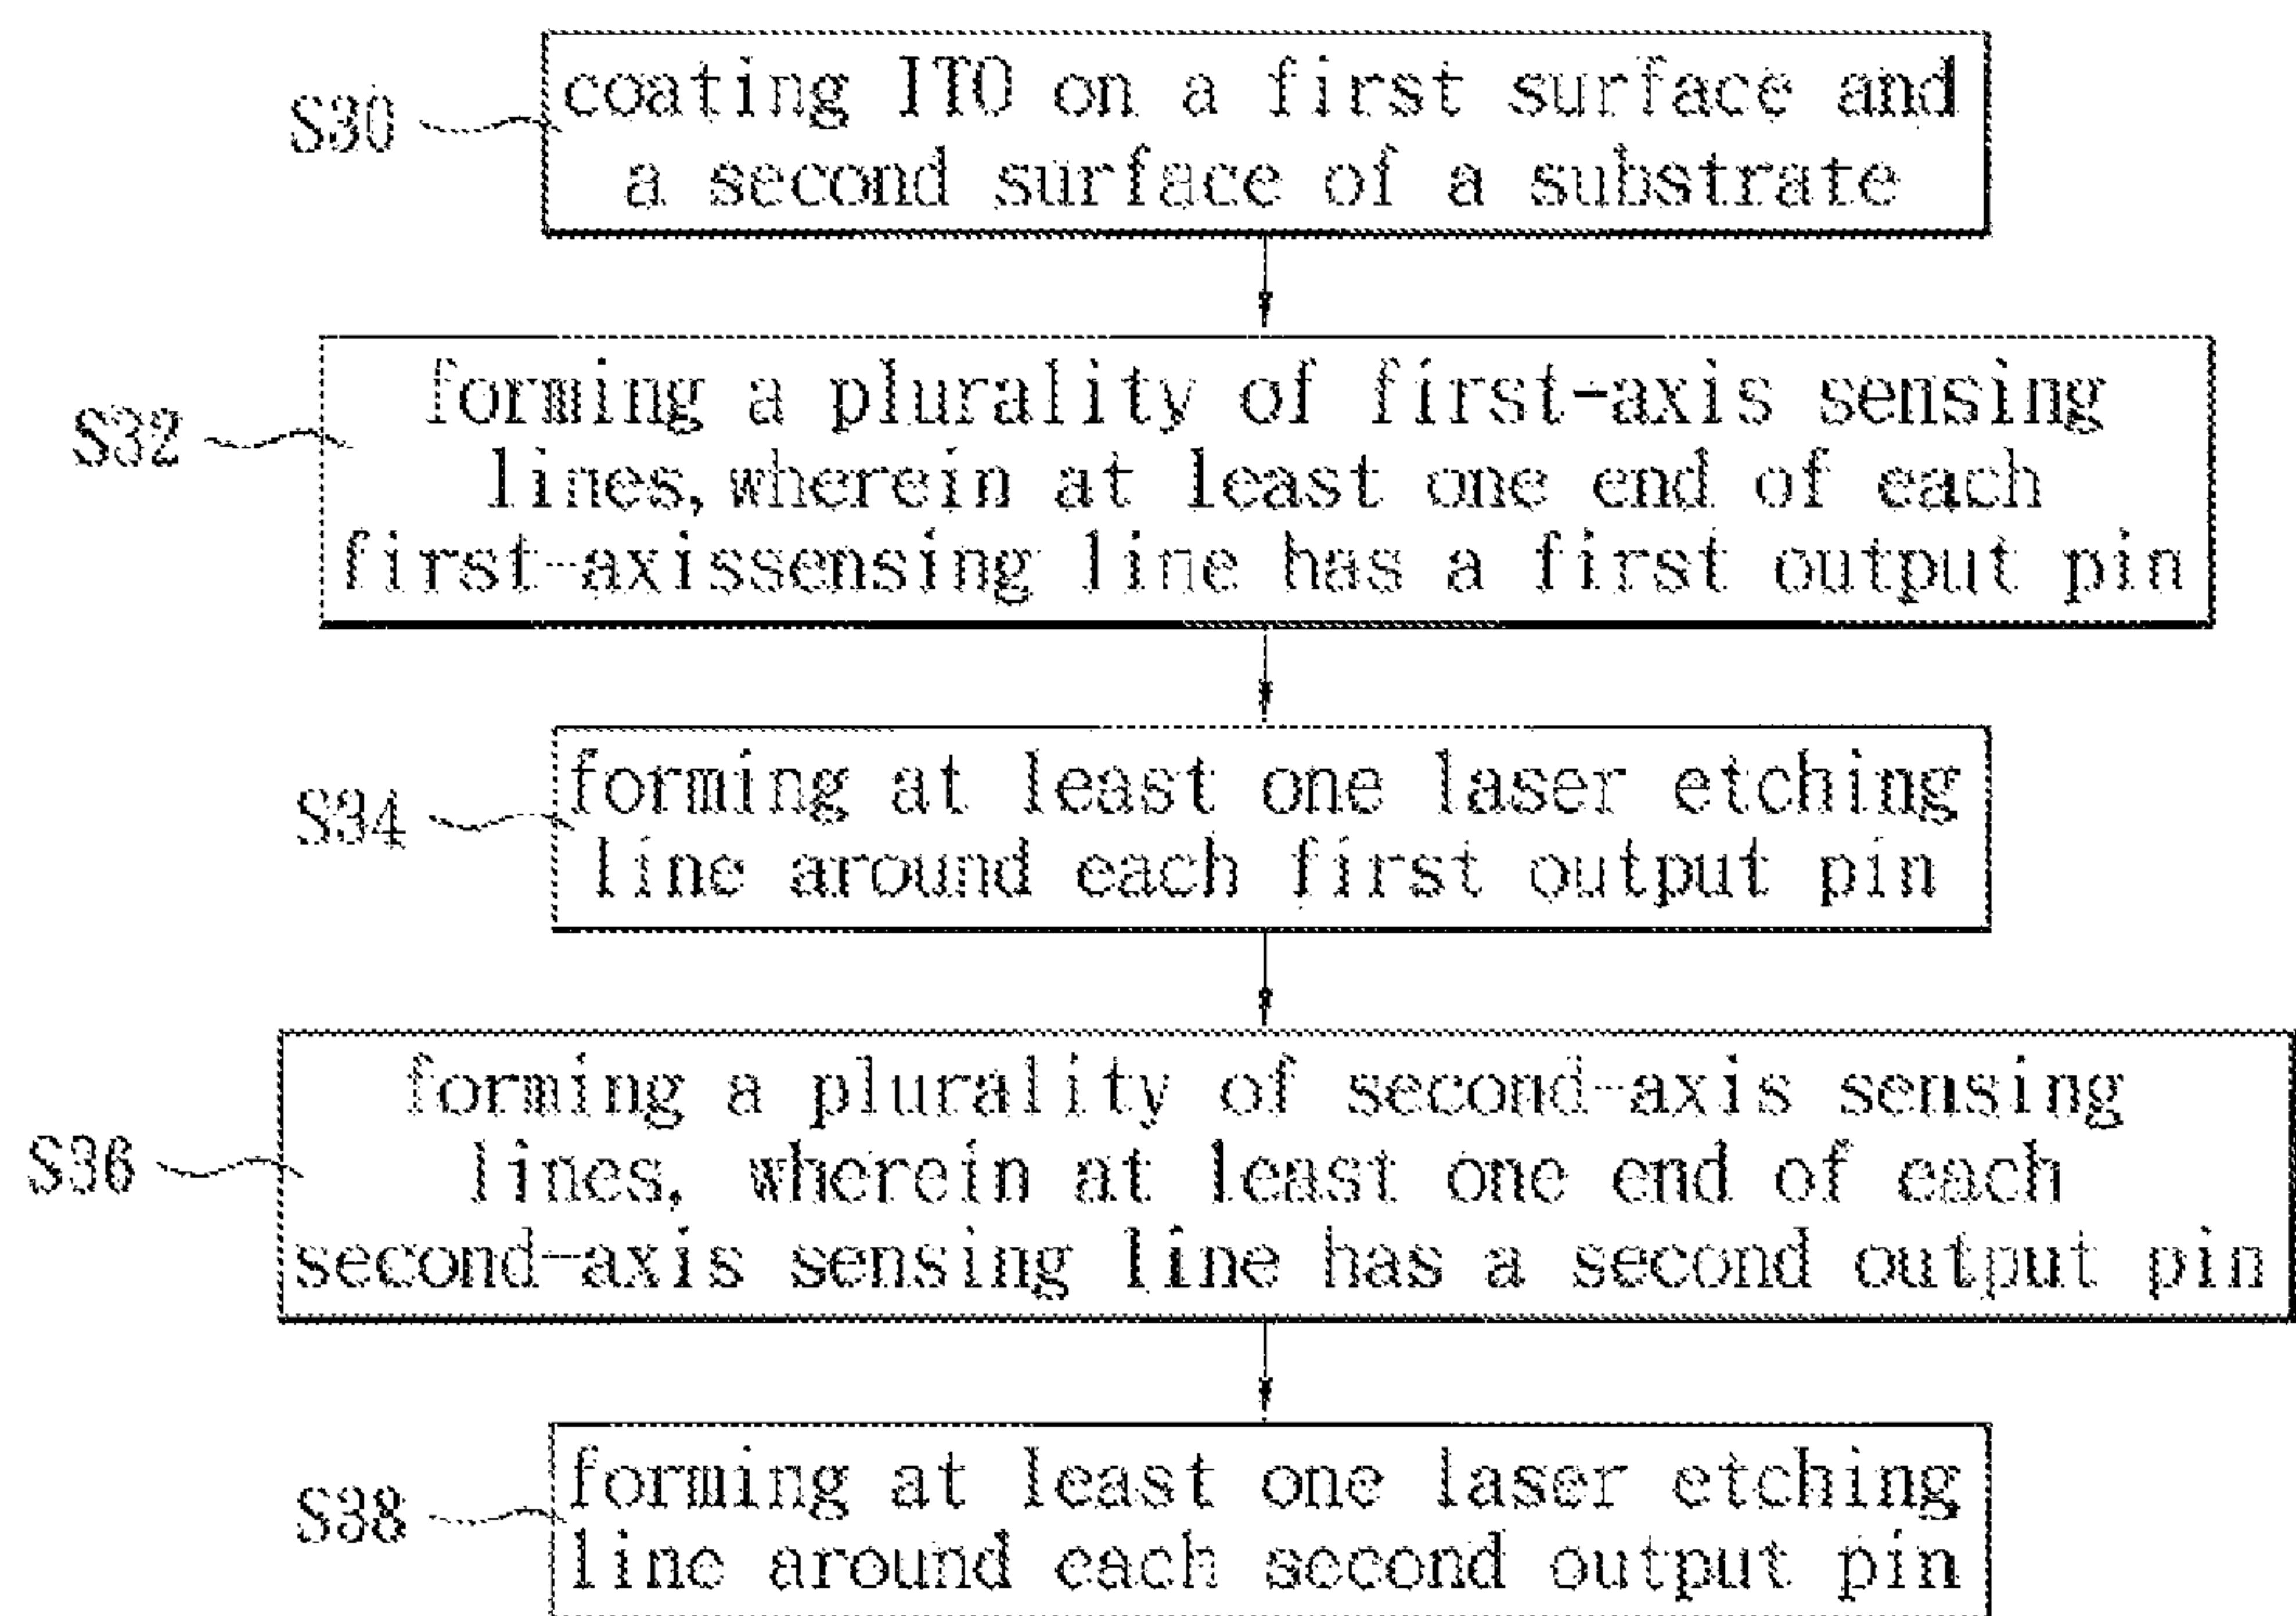 S30
coating ITO on a first surface and
a second surface of a substrate
S32
forming a plurality of first-axis sensing
lines, wherein at least one end of each
first-axissensing line has a first output pin
S34
forming at least one laser etching
line around each first output pin
S36
forming a plurality of second-axis sensing
lines, wherein at least one end of each
second-axis sensing line has a second output pin
S38
forming at least one laser etching
line around each second output pin